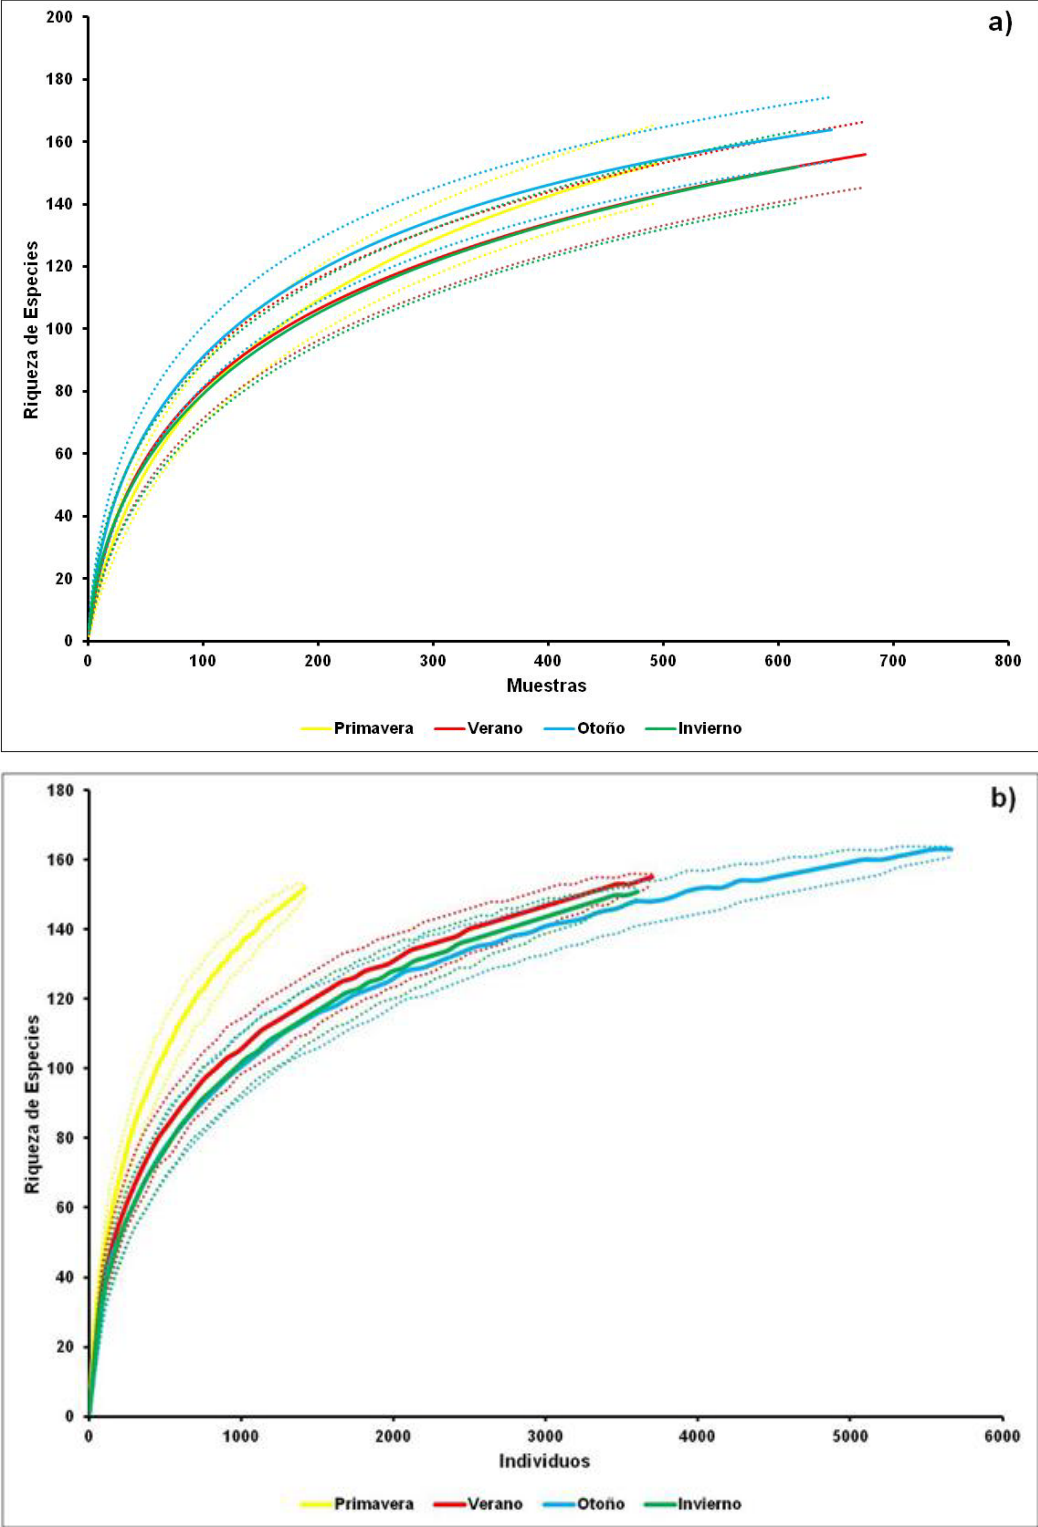 a)
200
180
160
140
120
100
80
60
40
20
0
Riqueza de Especies
0 100 200 300 400 500 600 700 800
Muestras
Primavera Verano Otoño Invierno
b)
180
160
140
120
100
80
60
40
20
0
Riqueza de Especies
0 1000 2000 3000 4000 5000 6000
Individuos
Primavera Verano Otoño Invierno